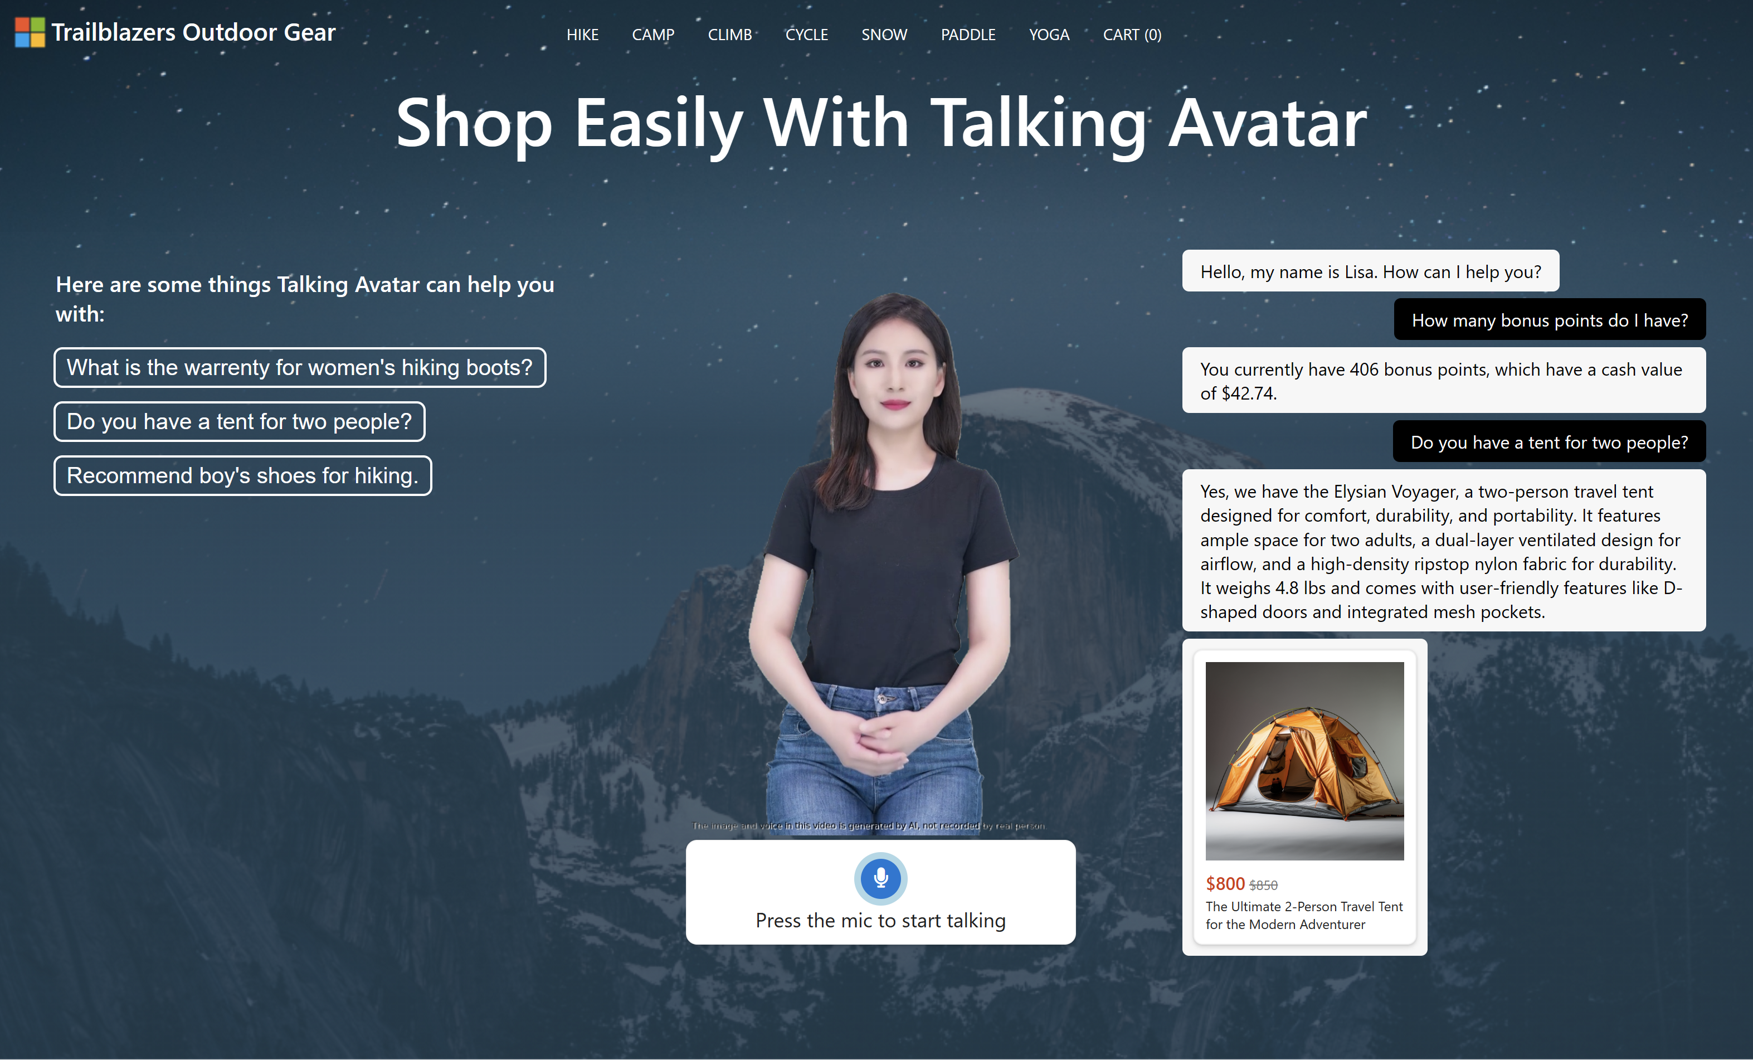 Trailblazers Outdoor Gear
HIKE
CAMP
CLIMB
CYCLE
SNOW
PADDLE
YOGA
CART (0)
Shop Easily With Talking Avatar
Here are some things Talking Avatar can help you
with:
What is the warrenty for women's hiking boots?
Do you have a tent for two people?
Recommend boy's shoes for hiking.
The image and voice in this video is generated by AI, not recorded by real person.
Press the mic to start talking
Hello, my name is Lisa. How can I help you?
How many bonus points do I have?
You currently have 406 bonus points, which have a cash value
of $42.74.
Do you have a tent for two people?
Yes, we have the Elysian Voyager, a two-person travel tent
designed for comfort, durability, and portability. It features
ample space for two adults, a dual-layer ventilated design for
airflow, and a high-density ripstop nylon fabric for durability.
It weighs 4.8 lbs and comes with user-friendly features like D-
shaped doors and integrated mesh pockets.
$800 $850
The Ultimate 2-Person Travel Tent
for the Modern Adventurer